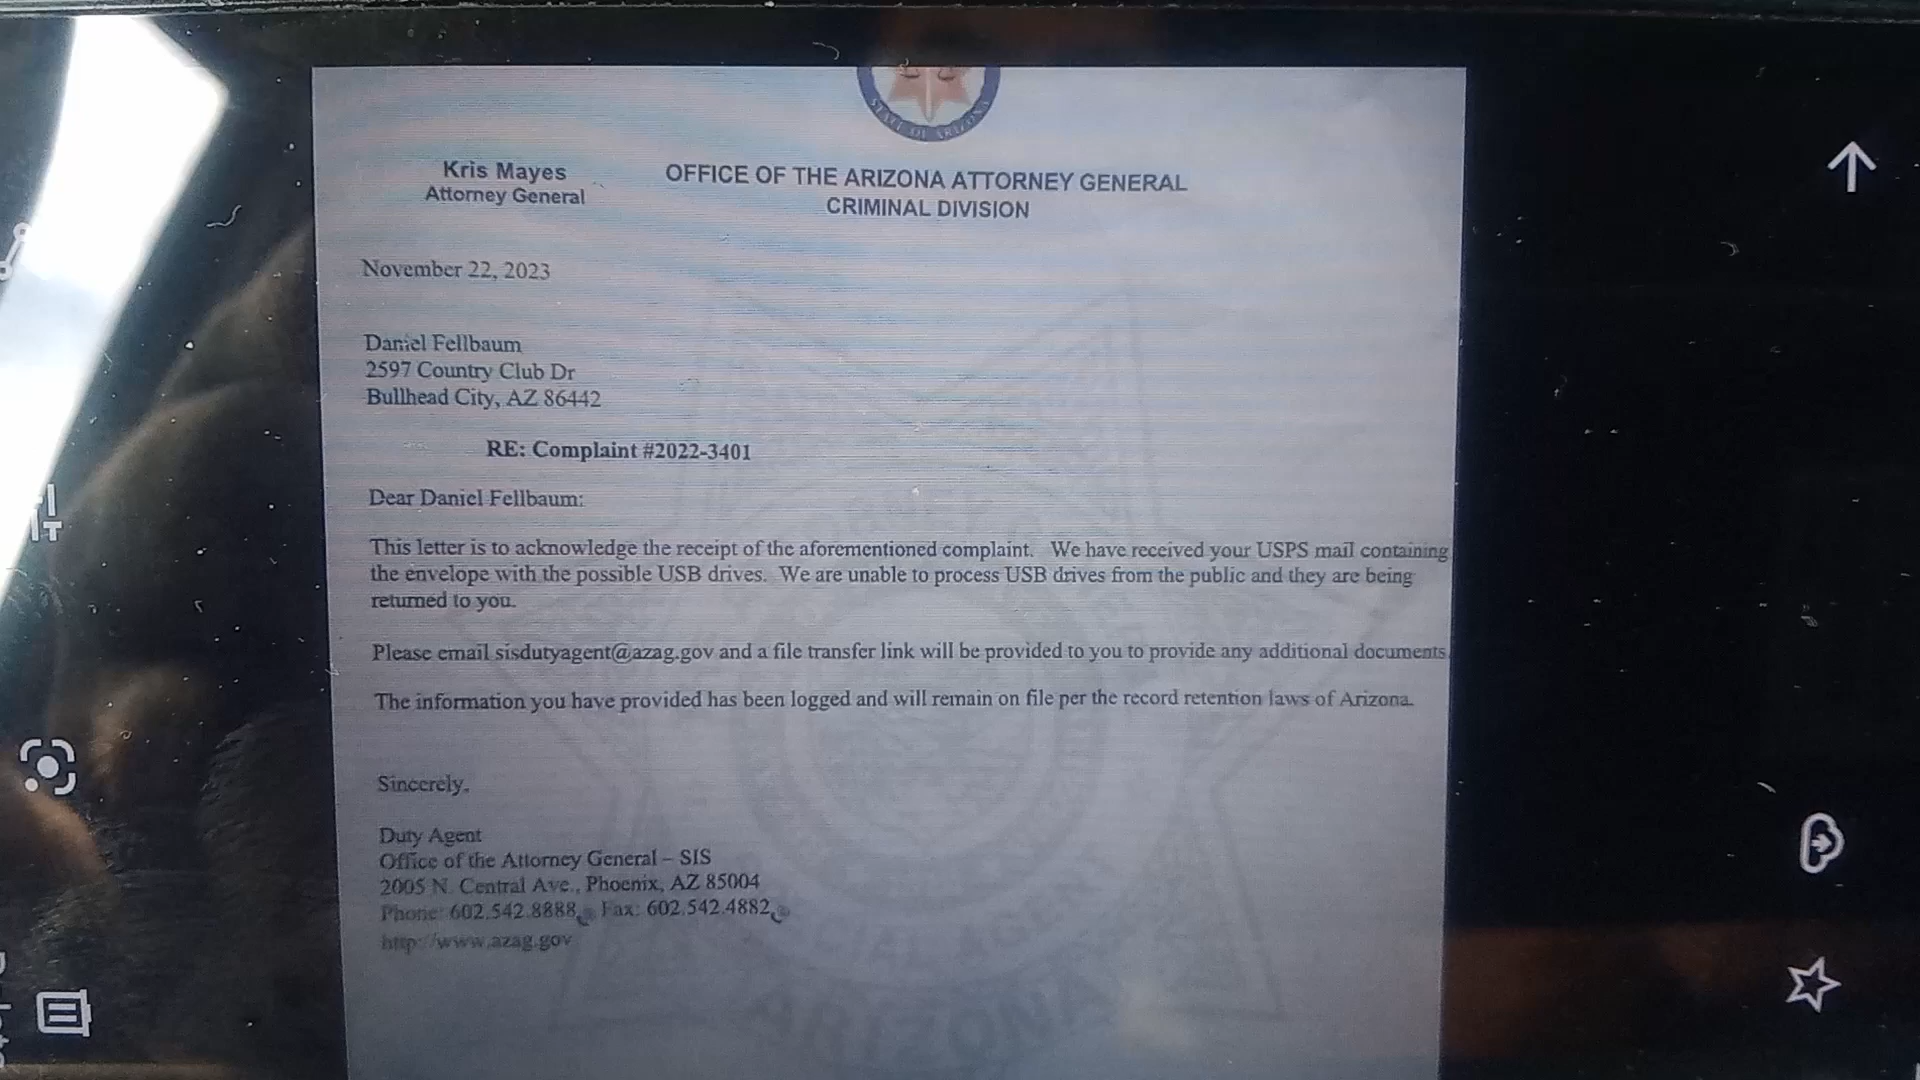 STATE OF ARIZONA
Kris Mayes
Attorney General
OFFICE OF THE ARIZONA ATTORNEY GENERAL
CRIMINAL DIVISION
November 22, 2023
Daniel Fellbaum
2597 Country Club Dr
Bullhead City, AZ 86442
RE: Complaint #2022-3401
Dear Daniel Fellbaum:
This letter is to acknowledge the receipt of the aforementioned complaint. We have received your USPS mail containing
the envelope with the possible USB drives. We are unable to process USB drives from the public and they are being
returned to you.
Please email sisdutyagent@azag.gov and a file transfer link will be provided to you to provide any additional documents
The information you have provided has been logged and will remain on file per the record retention laws of Arizona.
Sincerely,
Duty Agent
Office of the Attorney General – SIS
2005 N. Central Ave., Phoenix, AZ 85004
Phone: 602.542.8888 Fax: 602.542.4882
http://www.azag.gov
ARIZONA